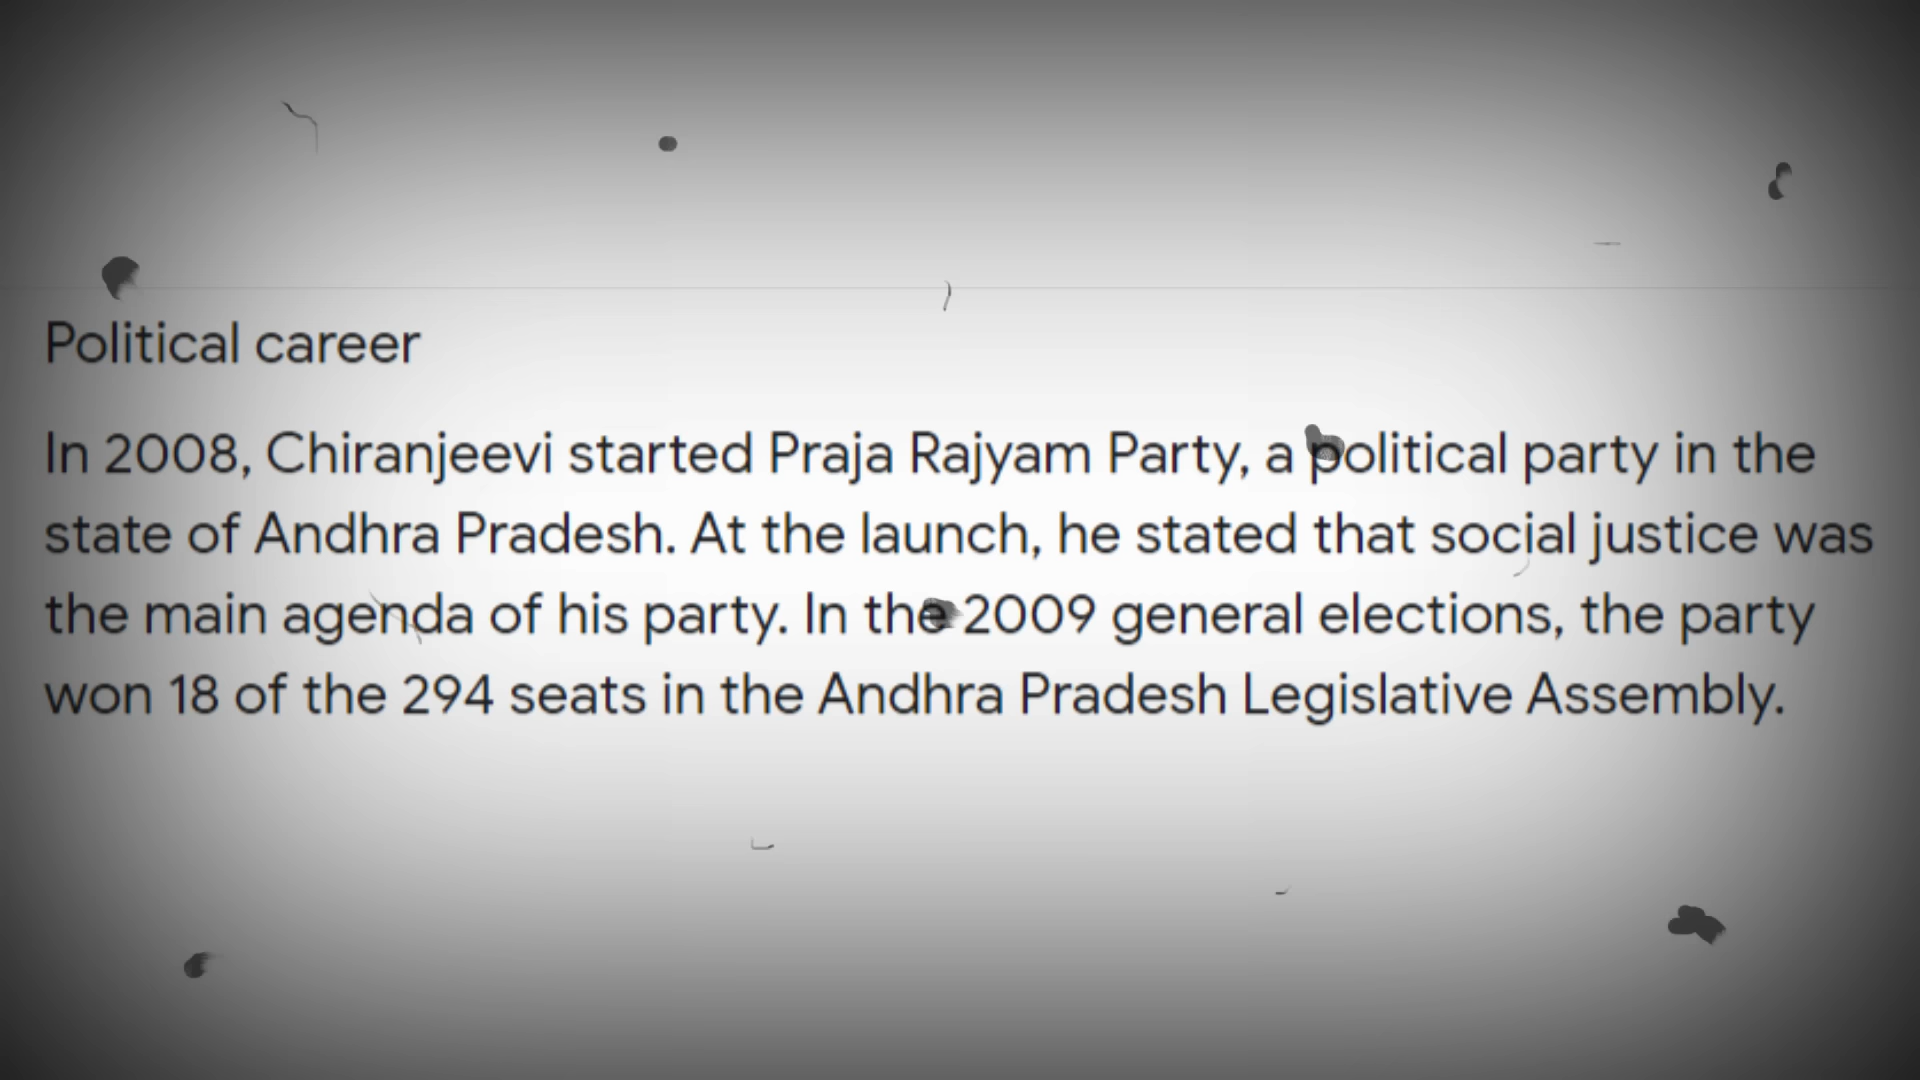 Political career
In 2008, Chiranjeevi started Praja Rajyam Party, a political party in the
state of Andhra Pradesh. At the launch, he stated that social justice was
the main agenda of his party. In the 2009 general elections, the party
won 18 of the 294 seats in the Andhra Pradesh Legislative Assembly.